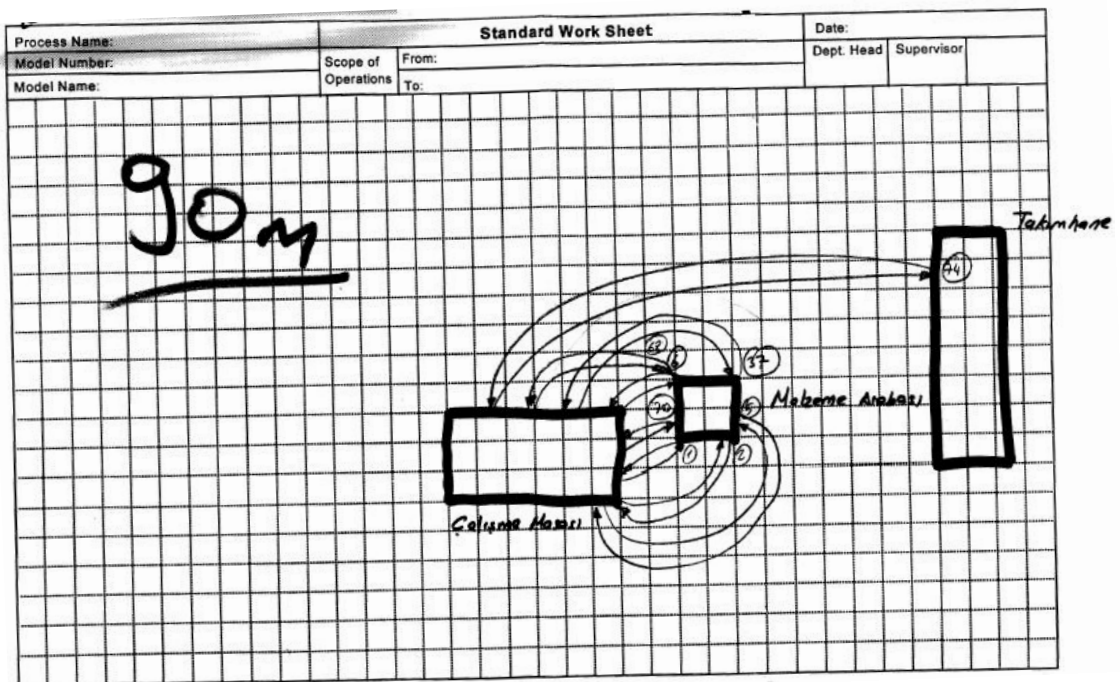 Standard Work Sheet
Process Name:
Date:
Model Number:
Scope of Operations
From:
Dept. Head
Supervisor
Model Name:
To:
90m
Takımhane
74
37
6
70
5
Malzeme Arabası
1
2
Çalışma Masası